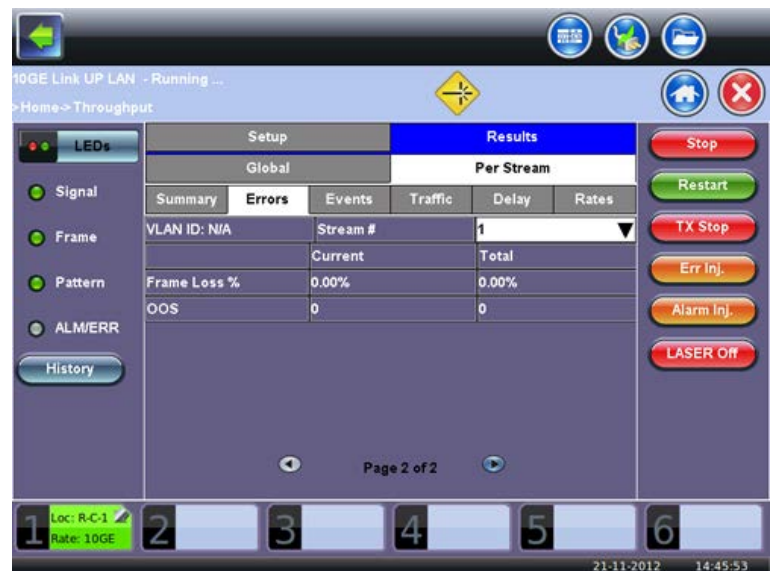 10GE Link UP LAN - Running ...
>Home->Throughput
LEDs
Signal
Frame
Pattern
ALM/ERR
History
Setup Results
Global Per Stream
Summary Errors Events Traffic Delay Rates
VLAN ID: N/A Stream # 1
Current Total
Frame Loss % 0.00% 0.00%
OOS 0 0
Page 2 of 2
Stop
Restart
TX Stop
Err Inj.
Alarm Inj.
LASER Off
1 Loc: R-C-1
Rate: 10GE
2 3 4 5 6
21-11-2012 14:45:53